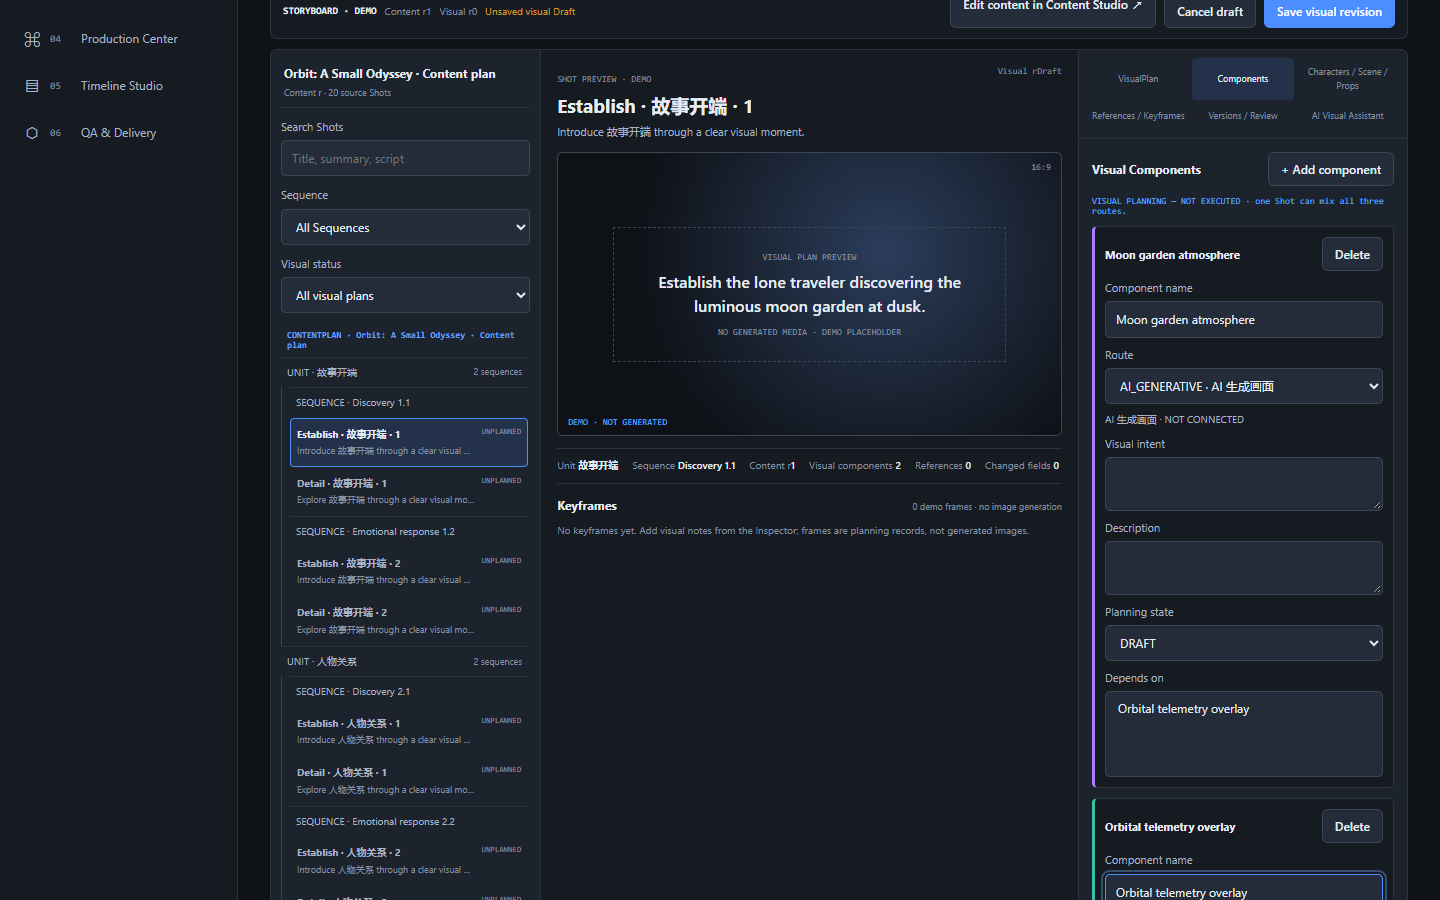 04 Production Center
05 Timeline Studio
06 QA & Delivery
STORYBOARD • DEMO Content r1 Visual r0 Unsaved visual Draft
Edit content in Content Studio ↗
Cancel draft
Save visual revision
Orbit: A Small Odyssey · Content plan
Content r · 20 source Shots
Search Shots
Title, summary, script
Sequence
All Sequences
Visual status
All visual plans
CONTENTPLAN · Orbit: A Small Odyssey · Content
plan
UNIT · 故事开端 2 sequences
SEQUENCE · Discovery 1.1
Establish · 故事开端 · 1 UNPLANNED
Introduce 故事开端 through a clear visual ...
Detail · 故事开端 · 1 UNPLANNED
Explore 故事开端 through a clear visual mo...
SEQUENCE · Emotional response 1.2
Establish · 故事开端 · 2 UNPLANNED
Introduce 故事开端 through a clear visual ...
Detail · 故事开端 · 2 UNPLANNED
Explore 故事开端 through a clear visual mo...
UNIT · 人物关系 2 sequences
SEQUENCE · Discovery 2.1
Establish · 人物关系 · 1 UNPLANNED
Introduce 人物关系 through a clear visual ...
Detail · 人物关系 · 1 UNPLANNED
Explore 人物关系 through a clear visual mo...
SEQUENCE · Emotional response 2.2
Establish · 人物关系 · 2 UNPLANNED
Introduce 人物关系 through a clear visual ...
SHOT PREVIEW · DEMO
Visual rDraft
Establish · 故事开端 · 1
Introduce 故事开端 through a clear visual moment.
16:9
VISUAL PLAN PREVIEW
Establish the lone traveler discovering the
luminous moon garden at dusk.
NO GENERATED MEDIA · DEMO PLACEHOLDER
DEMO · NOT GENERATED
Unit 故事开端 Sequence Discovery 1.1 Content r1 Visual components 2 References 0 Changed fields 0
Keyframes
0 demo frames · no image generation
No keyframes yet. Add visual notes from the Inspector; frames are planning records, not generated images.
VisualPlan
Components
Characters / Scene /
Props
References / Keyframes
Versions / Review
AI Visual Assistant
Visual Components
+ Add component
VISUAL PLANNING — NOT EXECUTED · one Shot can mix all three
routes.
Moon garden atmosphere
Delete
Component name
Moon garden atmosphere
Route
AI_GENERATIVE · AI 生成画面
AI 生成画面 · NOT CONNECTED
Visual intent
Description
Planning state
DRAFT
Depends on
Orbital telemetry overlay
Orbital telemetry overlay
Delete
Component name
Orbital telemetry overlay